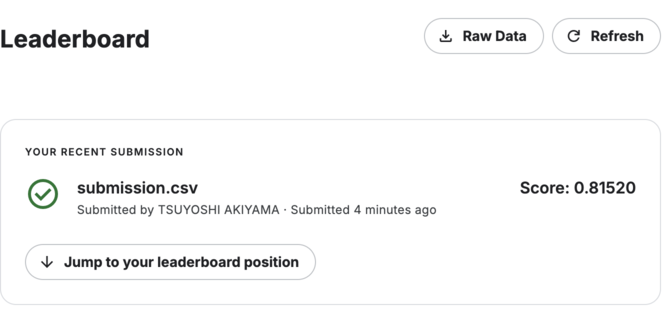 Leaderboard
Raw Data
Refresh
YOUR RECENT SUBMISSION
submission.csv
Score: 0.81520
Submitted by TSUYOSHI AKIYAMA · Submitted 4 minutes ago
Jump to your leaderboard position